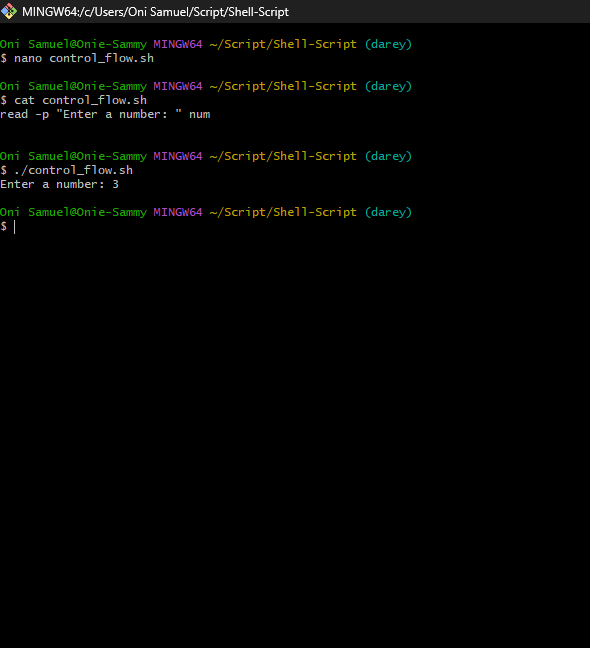 MINGW64:/c/Users/Oni Samuel/Script/Shell-Script
Oni Samuel@Onie-Sammy MINGW64 ~/Script/Shell-Script (darey)
$ nano control_flow.sh
Oni Samuel@Onie-Sammy MINGW64 ~/Script/Shell-Script (darey)
$ cat control_flow.sh
read -p "Enter a number: " num
Oni Samuel@Onie-Sammy MINGW64 ~/Script/Shell-Script (darey)
$ ./control_flow.sh
Enter a number: 3
Oni Samuel@Onie-Sammy MINGW64 ~/Script/Shell-Script (darey)
$